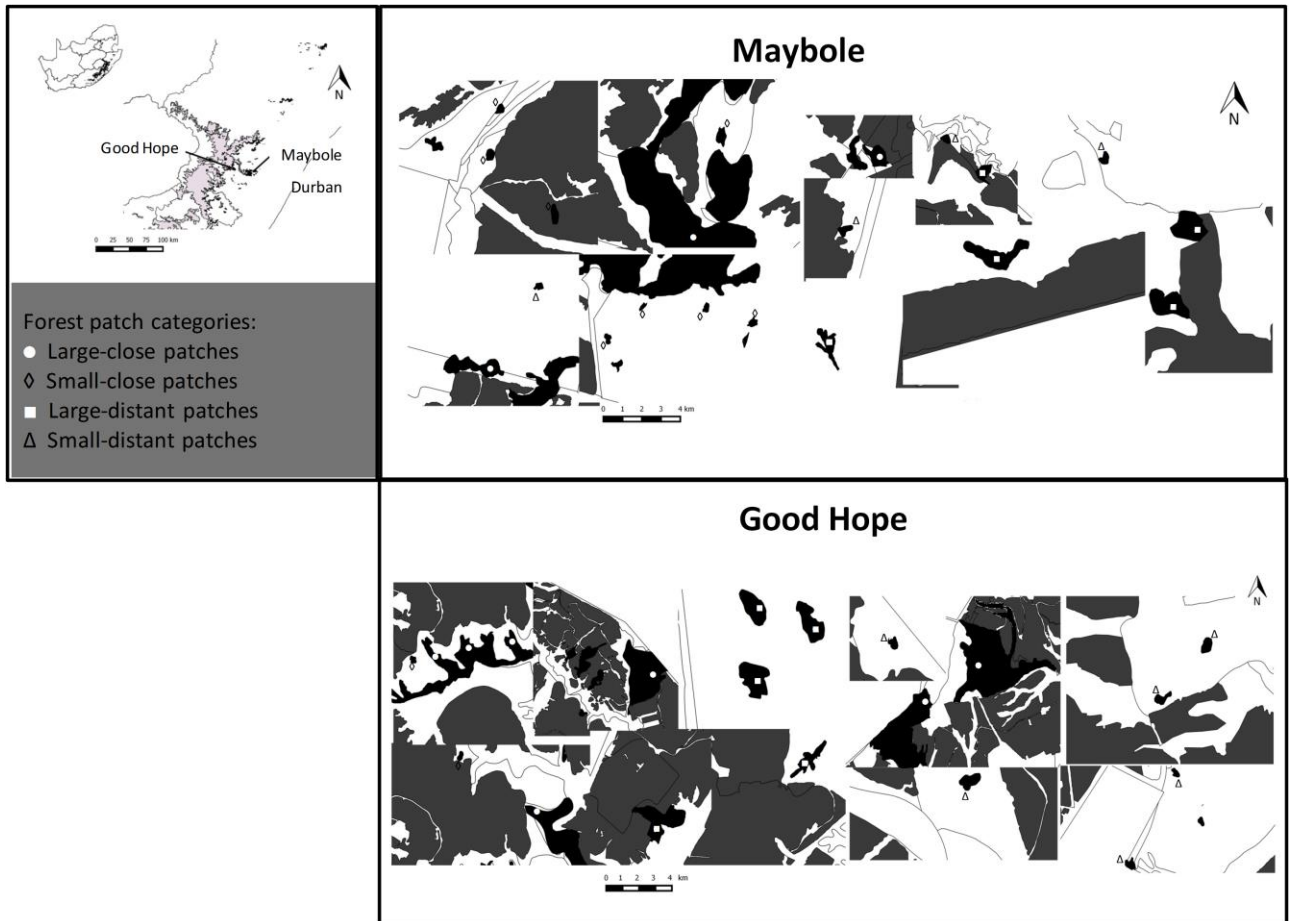 N
Good Hope
Maybole
Durban
0 25 50 75 100 km
Forest patch categories:
Large-close patches
Small-close patches
Large-distant patches
Small-distant patches
Maybole
N
0 1 2 3 4 km
Good Hope
N
0 1 2 3 4 km